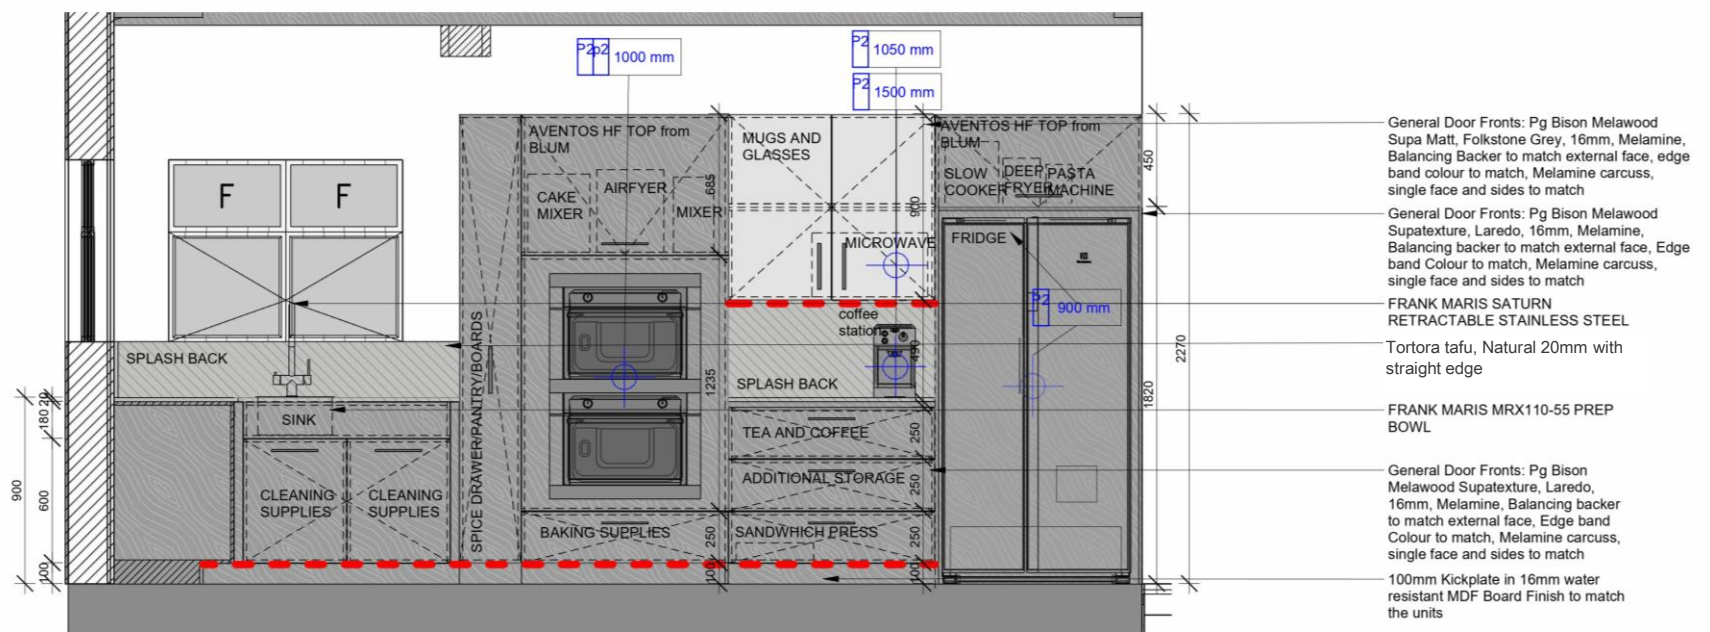 P2
p2
1000 mm
P2
1050 mm
P2
1500 mm
AVENTOS HF TOP from
BLUM
CAKE
MIXER
AIRFYER
MIXER
685
MUGS AND
GLASSES
900
MICROWAVE
AVENTOS HF TOP from
BLUM
SLOW
COOKER
DEEP
FRYER
PASTA
MACHINE
450
F
F
FRIDGE
P2
900 mm
coffee
station
490
SPLASH BACK
SPLASH BACK
SPICE DRAWER/PANTRY/BOARDS
1235
2270
1820
SINK
20
180
600
900
100
CLEANING
SUPPLIES
CLEANING
SUPPLIES
TEA AND COFFEE
250
ADDITIONAL STORAGE
250
BAKING SUPPLIES
250
SANDWHICH PRESS
250
100
100
General Door Fronts: Pg Bison Melawood
Supa Matt, Folkstone Grey, 16mm, Melamine,
Balancing Backer to match external face, edge
band colour to match, Melamine carcuss,
single face and sides to match
General Door Fronts: Pg Bison Melawood
Supatexture, Laredo, 16mm, Melamine,
Balancing backer to match external face, Edge
band Colour to match, Melamine carcuss,
single face and sides to match
FRANK MARIS SATURN
RETRACTABLE STAINLESS STEEL
Tortora tafu, Natural 20mm with
straight edge
FRANK MARIS MRX110-55 PREP
BOWL
General Door Fronts: Pg Bison
Melawood Supatexture, Laredo,
16mm, Melamine, Balancing backer
to match external face, Edge band
Colour to match, Melamine carcuss,
single face and sides to match
100mm Kickplate in 16mm water
resistant MDF Board Finish to match
the units